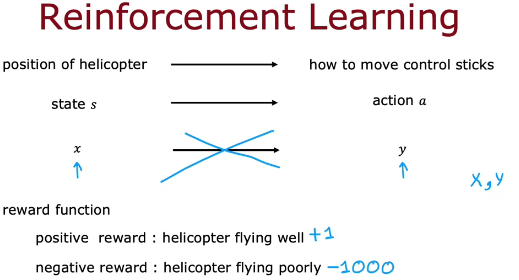 Reinforcement Learning
position of helicopter how to move control sticks
state s action a
x y
x, y
reward function
positive reward : helicopter flying well +1
negative reward : helicopter flying poorly -1000